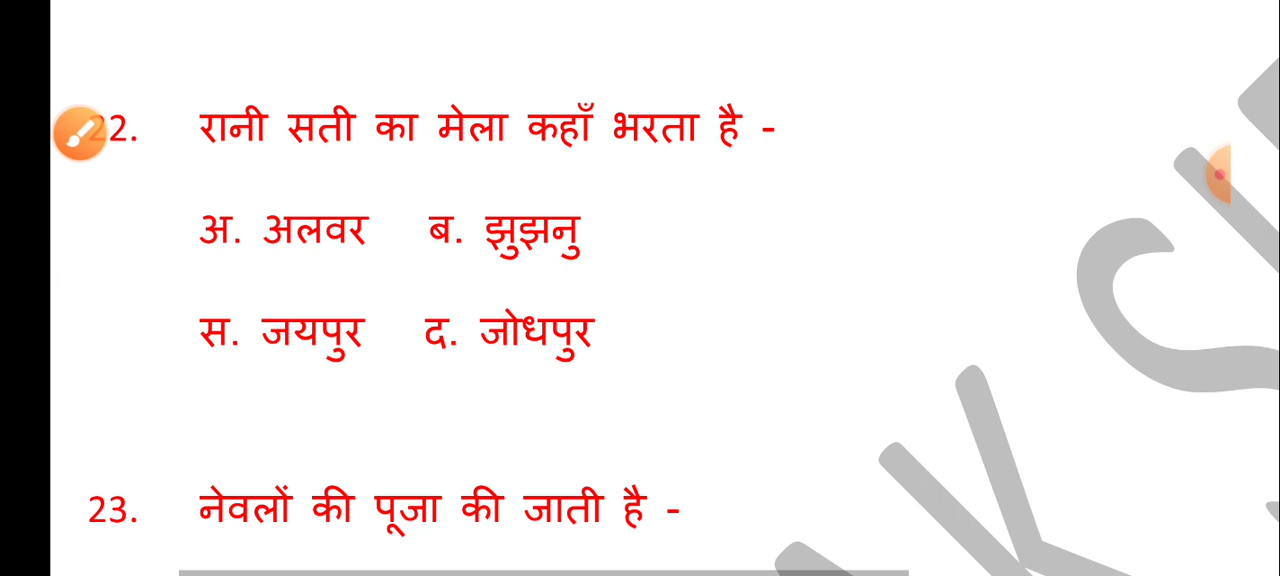 22. रानी सती का मेला कहाँ भरता है -
अ. अलवर ब. झुझनु
स. जयपुर द. जोधपुर
23. नेवलों की पूजा की जाती है -